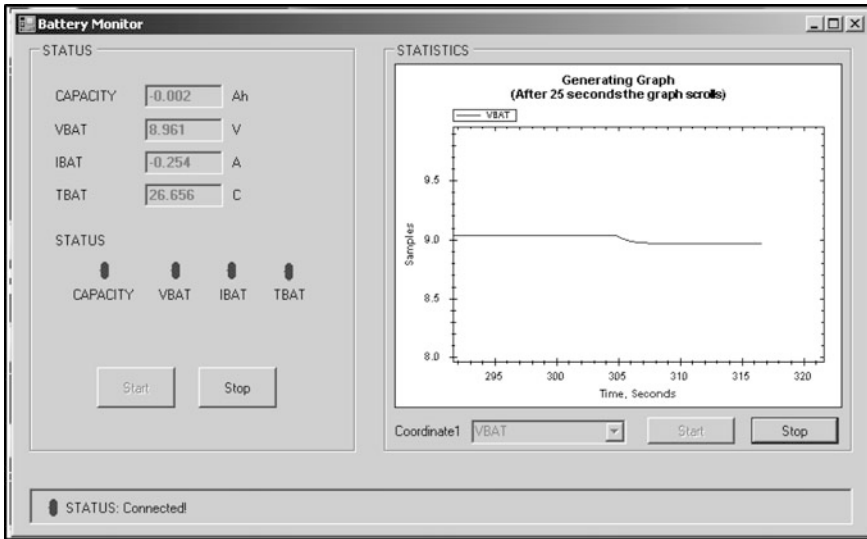 Battery Monitor
STATUS
CAPACITY -0.002 Ah
VBAT 8.961 V
IBAT -0.254 A
TBAT 26.656 C
STATUS
CAPACITY VBAT IBAT TBAT
Start Stop
STATISTICS
Generating Graph
(After 25 seconds the graph scrolls)
VBAT
9.5
9.0
8.5
8.0
Samples
295 300 305 310 315 320
Time, Seconds
Coordinate1 VBAT Start Stop
STATUS: Connected!